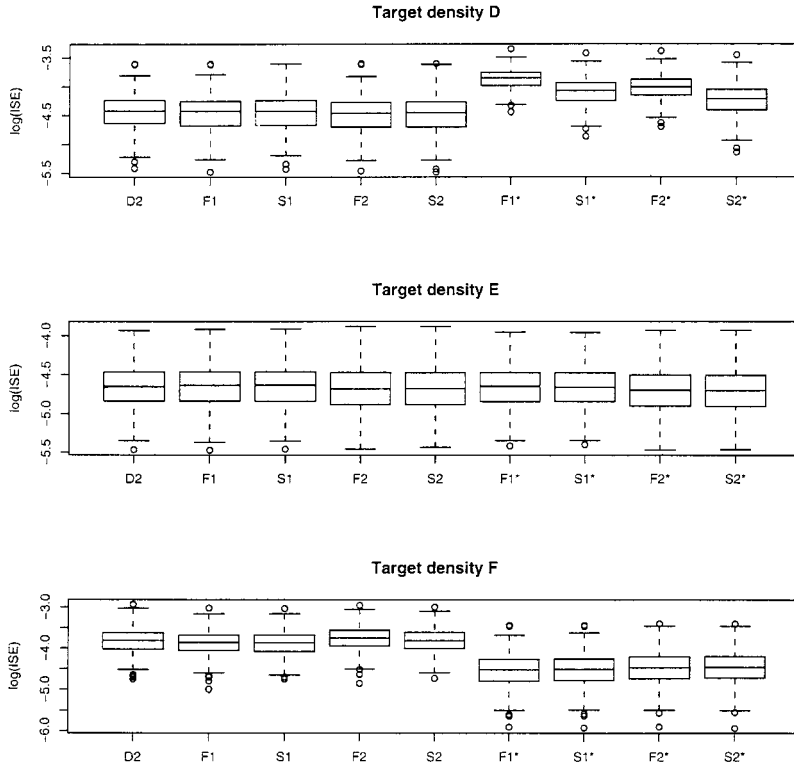 Target density D
log(ISE)
-3.5
-4.5
-5.5
D2 F1 S1 F2 S2 F1* S1* F2* S2*
Target density E
log(ISE)
-4.0
-4.5
-5.0
-5.5
D2 F1 S1 F2 S2 F1* S1* F2* S2*
Target density F
log(ISE)
-3.0
-4.0
-5.0
-6.0
D2 F1 S1 F2 S2 F1* S1* F2* S2*